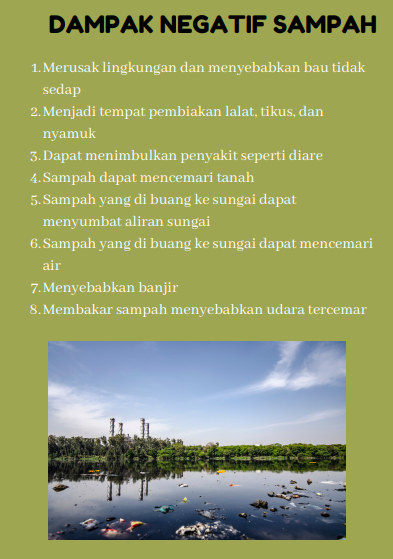 DAMPAK NEGATIF SAMPAH
1. Merusak lingkungan dan menyebabkan bau tidak
sedap
2. Menjadi tempat pembiakan lalat, tikus, dan
nyamuk
3. Dapat menimbulkan penyakit seperti diare
4. Sampah dapat mencemari tanah
5. Sampah yang di buang ke sungai dapat
menyumbat aliran sungai
6. Sampah yang di buang ke sungai dapat mencemari
air
7. Menyebabkan banjir
8. Membakar sampah menyebabkan udara tercemar